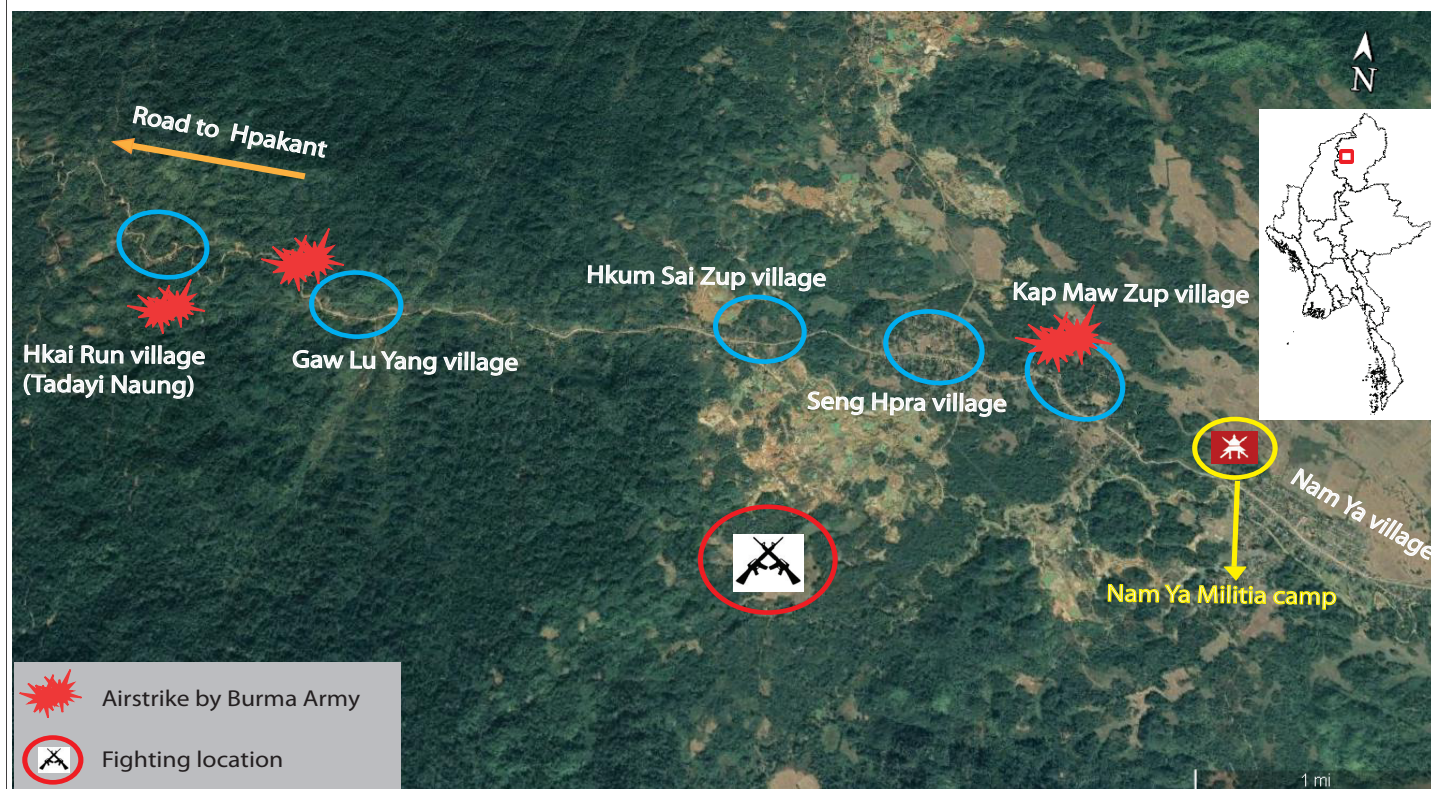 N
Road to Hpakant
Hkum Sai Zup village
Kap Maw Zup village
Hkai Run village
(Tadayi Naung)
Gaw Lu Yang village
Seng Hpra village
Nam Ya village
Nam Ya Militia camp
Airstrike by Burma Army
Fighting location
1 mi